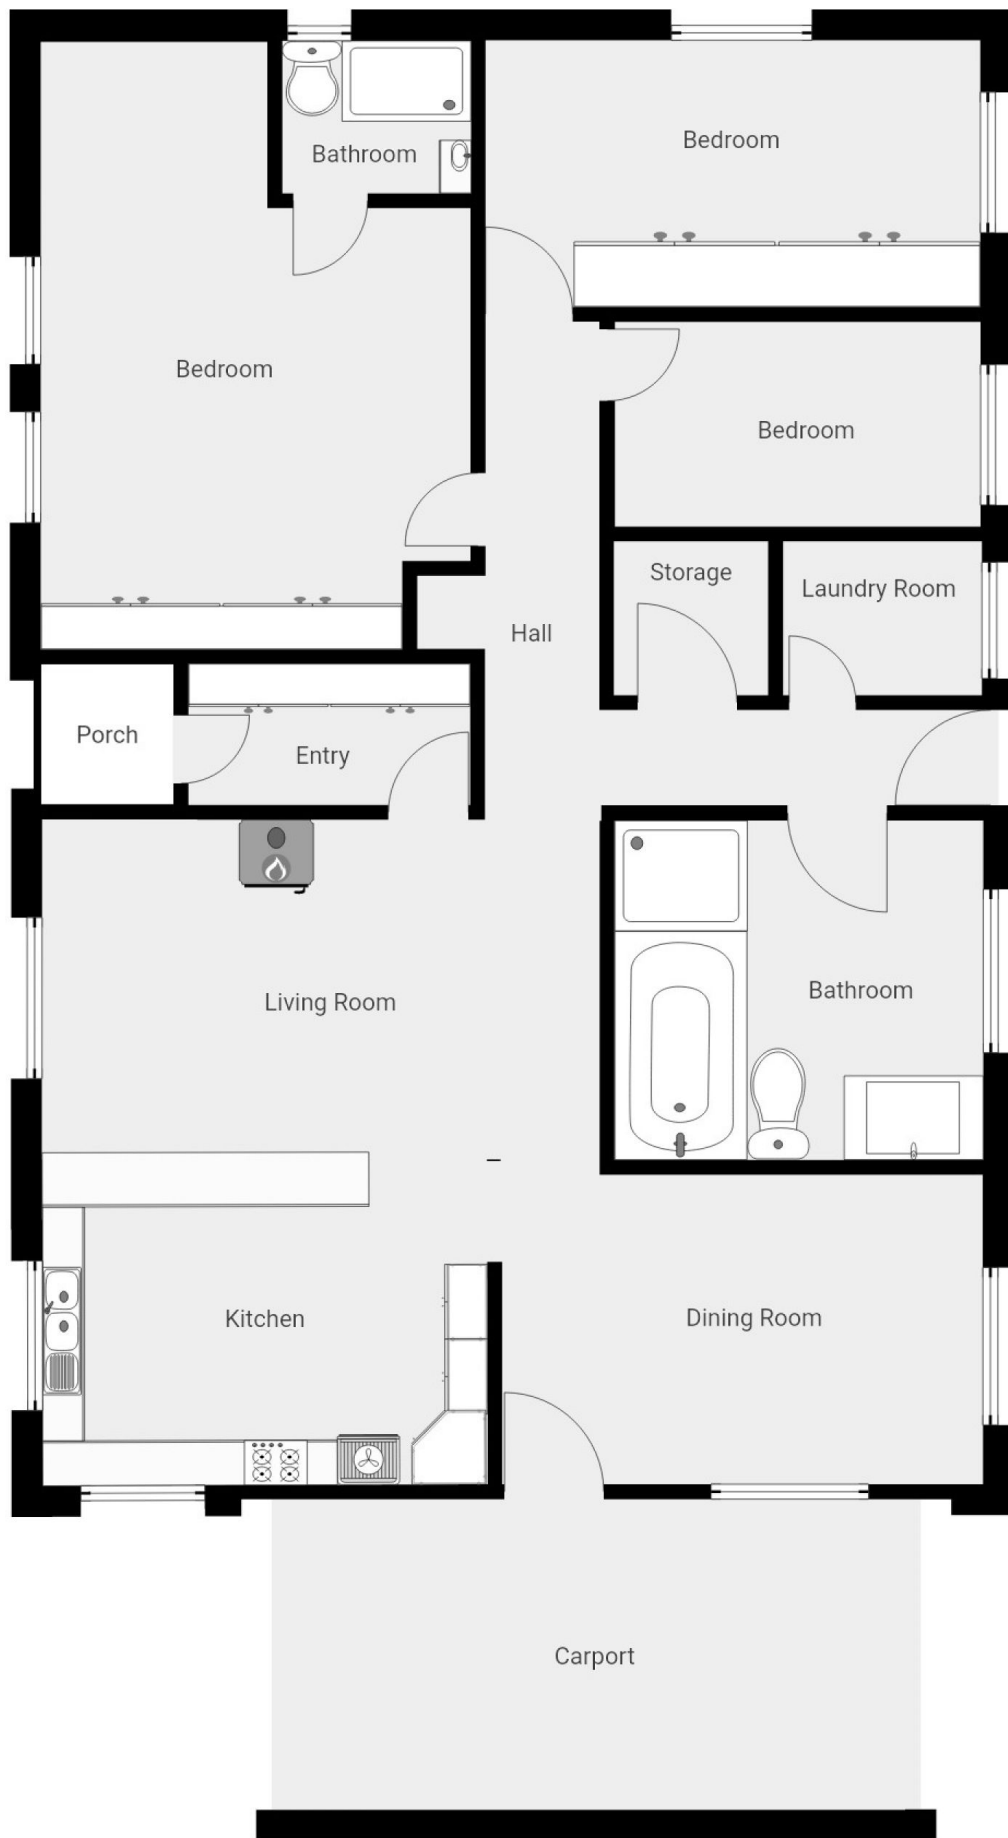 Bathroom
Bedroom
Bedroom
Bedroom
Storage
Laundry Room
Hall
Porch
Entry
Living Room
Bathroom
Kitchen
Dining Room
Carport